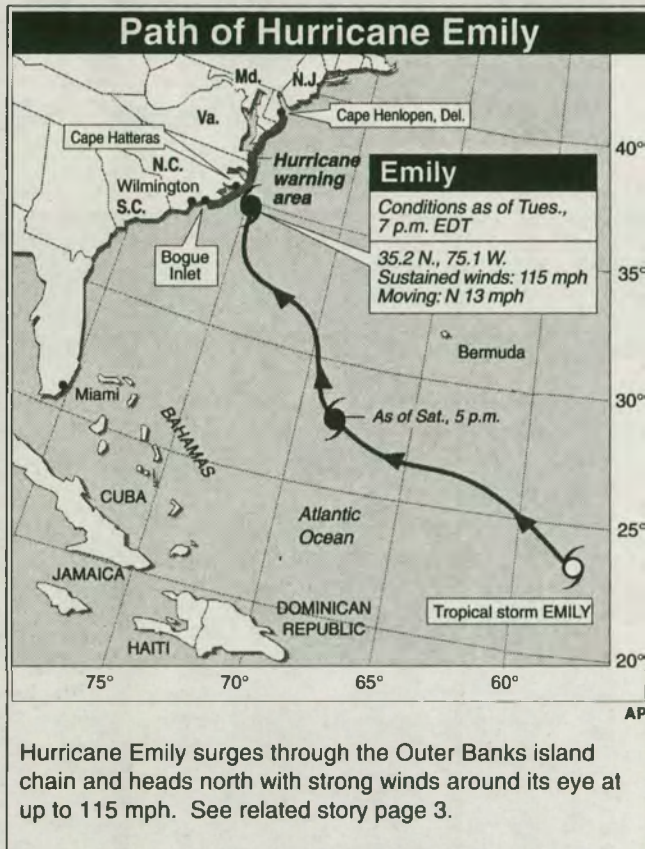 Path of Hurricane Emily
Md.
N.J.
Va.
Cape Henlopen, Del.
Cape Hatteras
40°
N.C.
Hurricane
warning
area
Wilmington
S.C.
Bogue
Inlet
Emily
Conditions as of Tues.,
7 p.m. EDT
35.2 N., 75.1 W.
Sustained winds: 115 mph
Moving: N 13 mph
35°
Bermuda
Miami
30°
As of Sat., 5 p.m.
BAHAMAS
CUBA
Atlantic
Ocean
25°
JAMAICA
DOMINICAN
REPUBLIC
Tropical storm EMILY
HAITI
20°
75°
70°
65°
60°
AP
Hurricane Emily surges through the Outer Banks island
chain and heads north with strong winds around its eye at
up to 115 mph. See related story page 3.